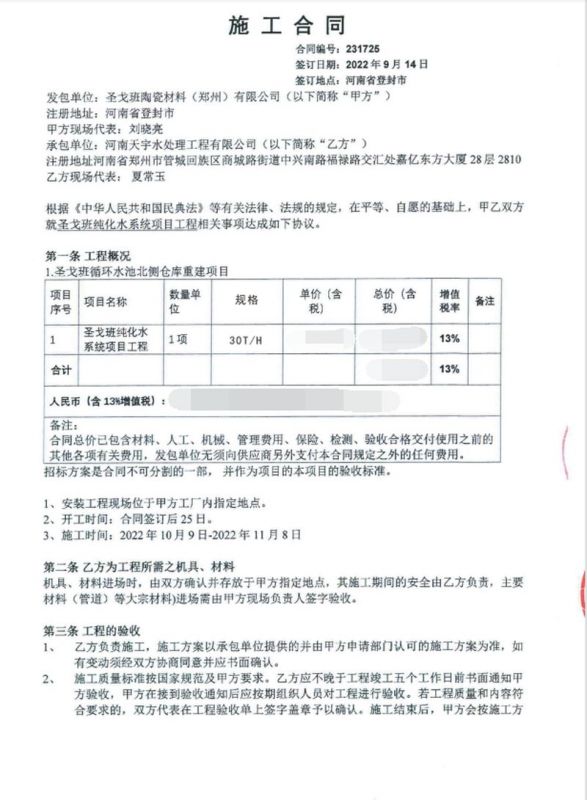 施工合同
合同编号：231725
签订日期：2022年9月14日
签订地点：河南省登封市
发包单位：圣戈班陶瓷材料（郑州）有限公司（以下简称“甲方”）
注册地址：河南省登封市
甲方现场代表：刘晓亮
承包单位：河南天宇水处理工程有限公司（以下简称“乙方”）
注册地址河南省郑州市管城回族区商城路街道中兴南路福禄路交汇处嘉亿东方大厦28层2810
乙方现场代表： 夏常玉
根据《中华人民共和国民典法》等有关法律、法规的规定，在平等、自愿的基础上，甲乙双方
就圣戈班纯化水系统项目工程相关事项达成如下协议。
第一条 工程概况
1.圣戈班循环水池北侧仓库重建项目
项目序号 项目名称 数量单位 规格 单价（含税） 总价（含税） 增值税率 备注
1 圣戈班纯化水系统项目工程 1项 30T/H 13%
合计 13%
人民币（含13%增值税）：
备注：
合同总价已包含材料、人工、机械、管理费用、保险、检测、验收合格交付使用之前的
其他各项有关费用，发包单位无须向供应商另外支付本合同规定之外的任何费用。
招标方案是合同不可分割的一部， 并作为项目的本项目的验收标准。
1、安装工程现场位于甲方工厂内指定地点。
2、开工时间：合同签订后25日。
3、施工时间：2022年10月9日-2022年11月8日
第二条 乙方为工程所需之机具、材料
机具、材料进场时，由双方确认并存放于甲方指定地点，其施工期间的安全由乙方负责，主要
材料（管道）等大宗材料)进场需由甲方现场负责人签字验收。
第三条 工程的验收
1、 乙方负责施工，施工方案以承包单位提供的并由甲方申请部门认可的施工方案为准，如
有变动须经双方协商同意并应书面确认。
2、 施工质量标准按国家规范及甲方要求。乙方应不晚于工程竣工五个工作日前书面通知甲
方验收，甲方在接到验收通知后应按期组织人员对工程进行验收。若工程质量和内容符
合要求的，双方代表在工程验收单上签字盖章予以确认。施工结束后，甲方会按施工方